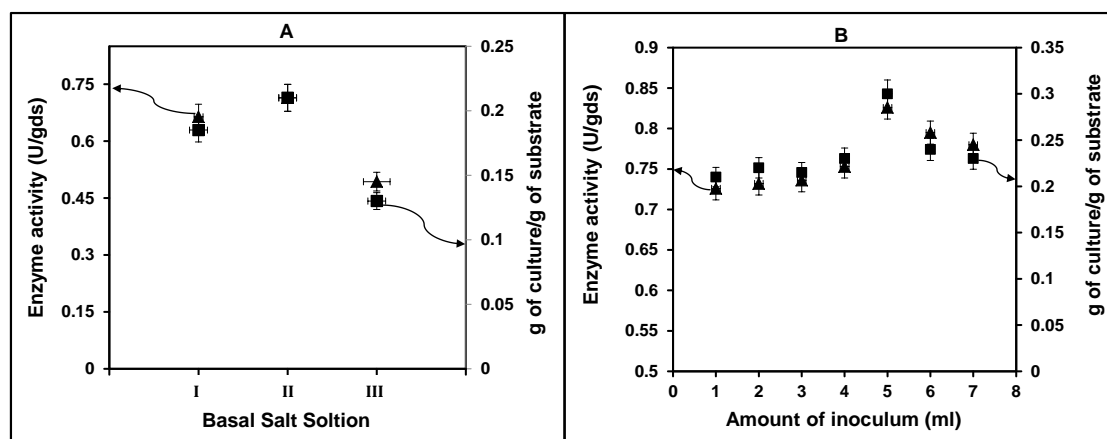 A
Enzyme activity (U/gds)
0.75
0.6
0.45
0.3
0.15
0
0.25
0.2
0.15
0.1
0.05
0
g of culture/g of substrate
I II III
Basal Salt Soltion
B
Enzyme activity (U/gds)
0.9
0.85
0.8
0.75
0.7
0.65
0.6
0.55
0.5
0.35
0.3
0.25
0.2
0.15
0.1
0.05
0
g of culture/g of substrate
0 1 2 3 4 5 6 7 8
Amount of inoculum (ml)